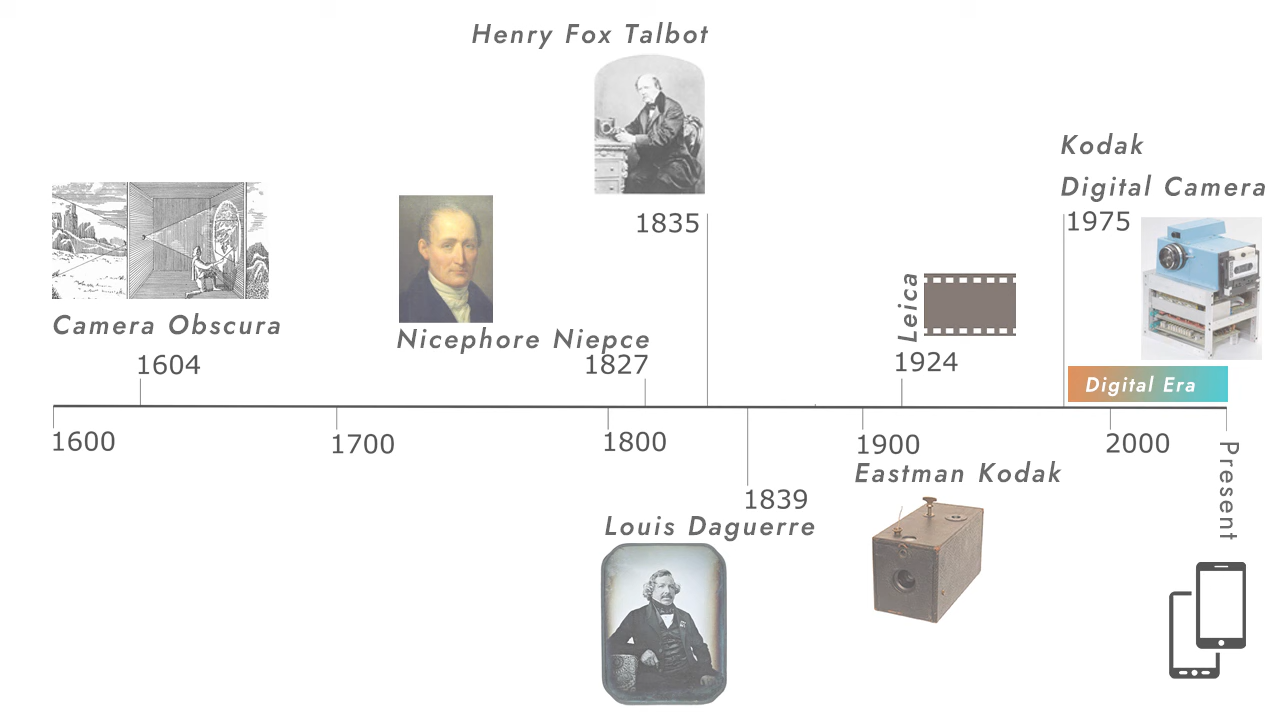 Henry Fox Talbot
Kodak
Digital Camera
1835
1975
Leica
Camera Obscura
Nicephore Niepce
1604
1827
1924
Digital Era
1600
1700
1800
1900
2000
Present
Eastman Kodak
1839
Louis Daguerre